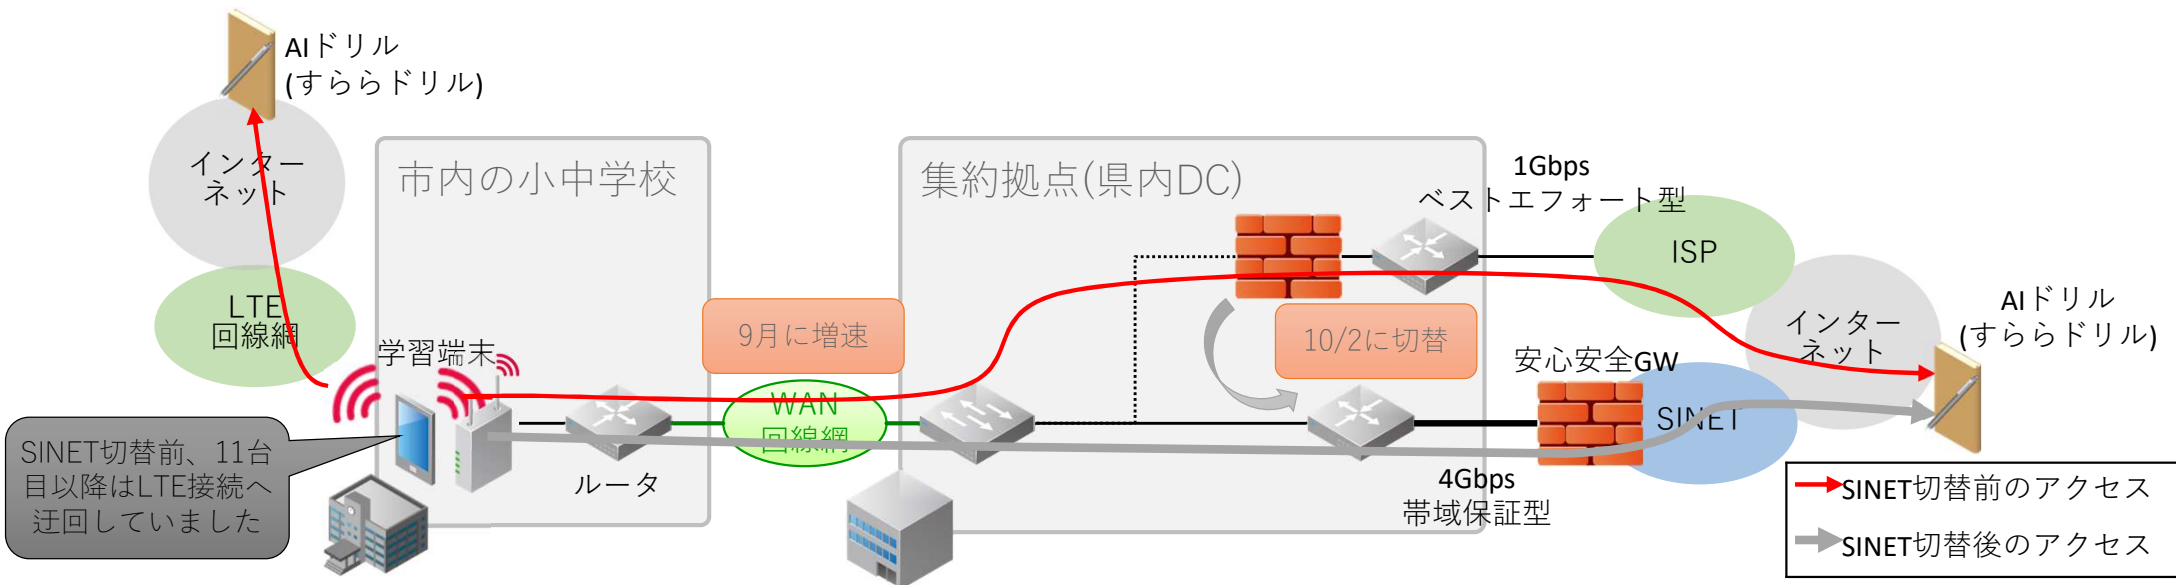 AIドリル
(すららドリル)
インター
ネット
LTE
回線網
学習端末
SINET切替前、11台
目以降はLTE接続へ
迂回していました
市内の小中学校
ルータ
9月に増速
WAN
回線網
集約拠点(県内DC)
1Gbps
ベストエフォート型
ISP
10/2に切替
安心安全GW
SINET
4Gbps
帯域保証型
インター
ネット
AIドリル
(すららドリル)
SINET切替前のアクセス
SINET切替後のアクセス